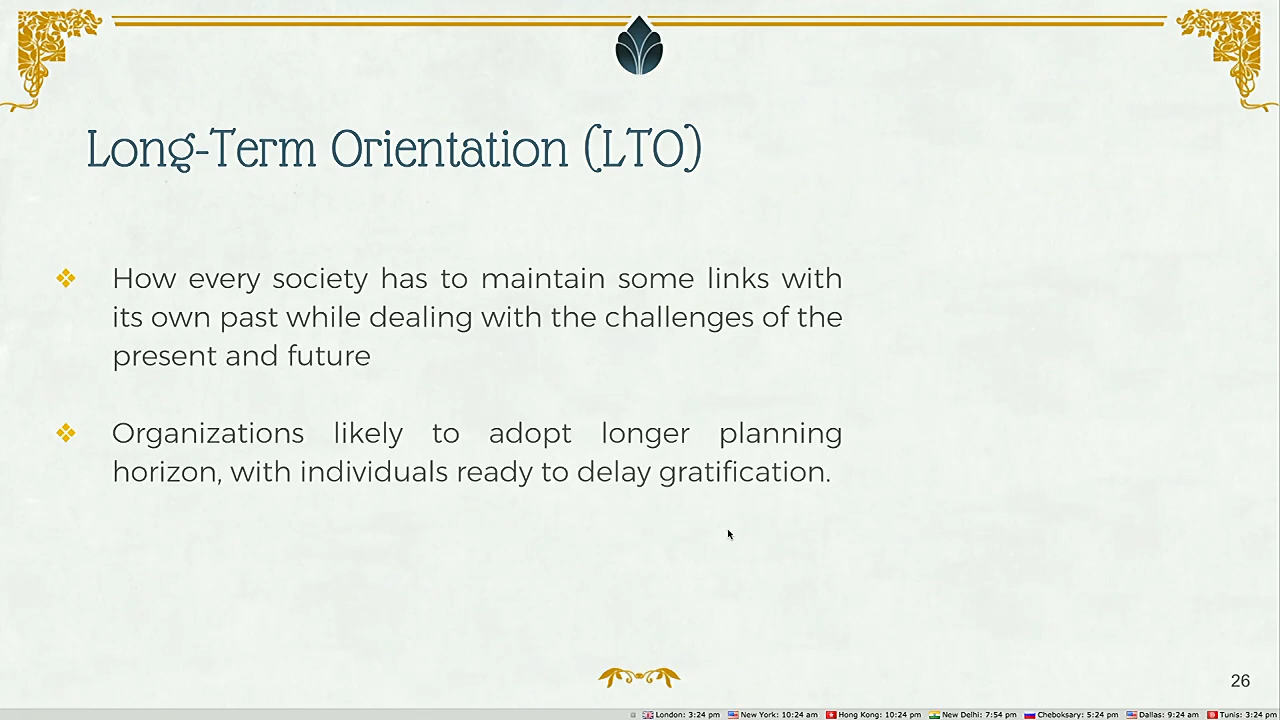 Long-Term Orientation (LTO)
How every society has to maintain some links with
its own past while dealing with the challenges of the
present and future
Organizations likely to adopt longer planning
horizon, with individuals ready to delay gratification.
26
London: 3:24 pm New York: 10:24 am Hong Kong: 10:24 pm New Delhi: 7:54 pm Cheboksary: 5:24 pm Dallas: 9:24 am Tunis: 3:24 pm